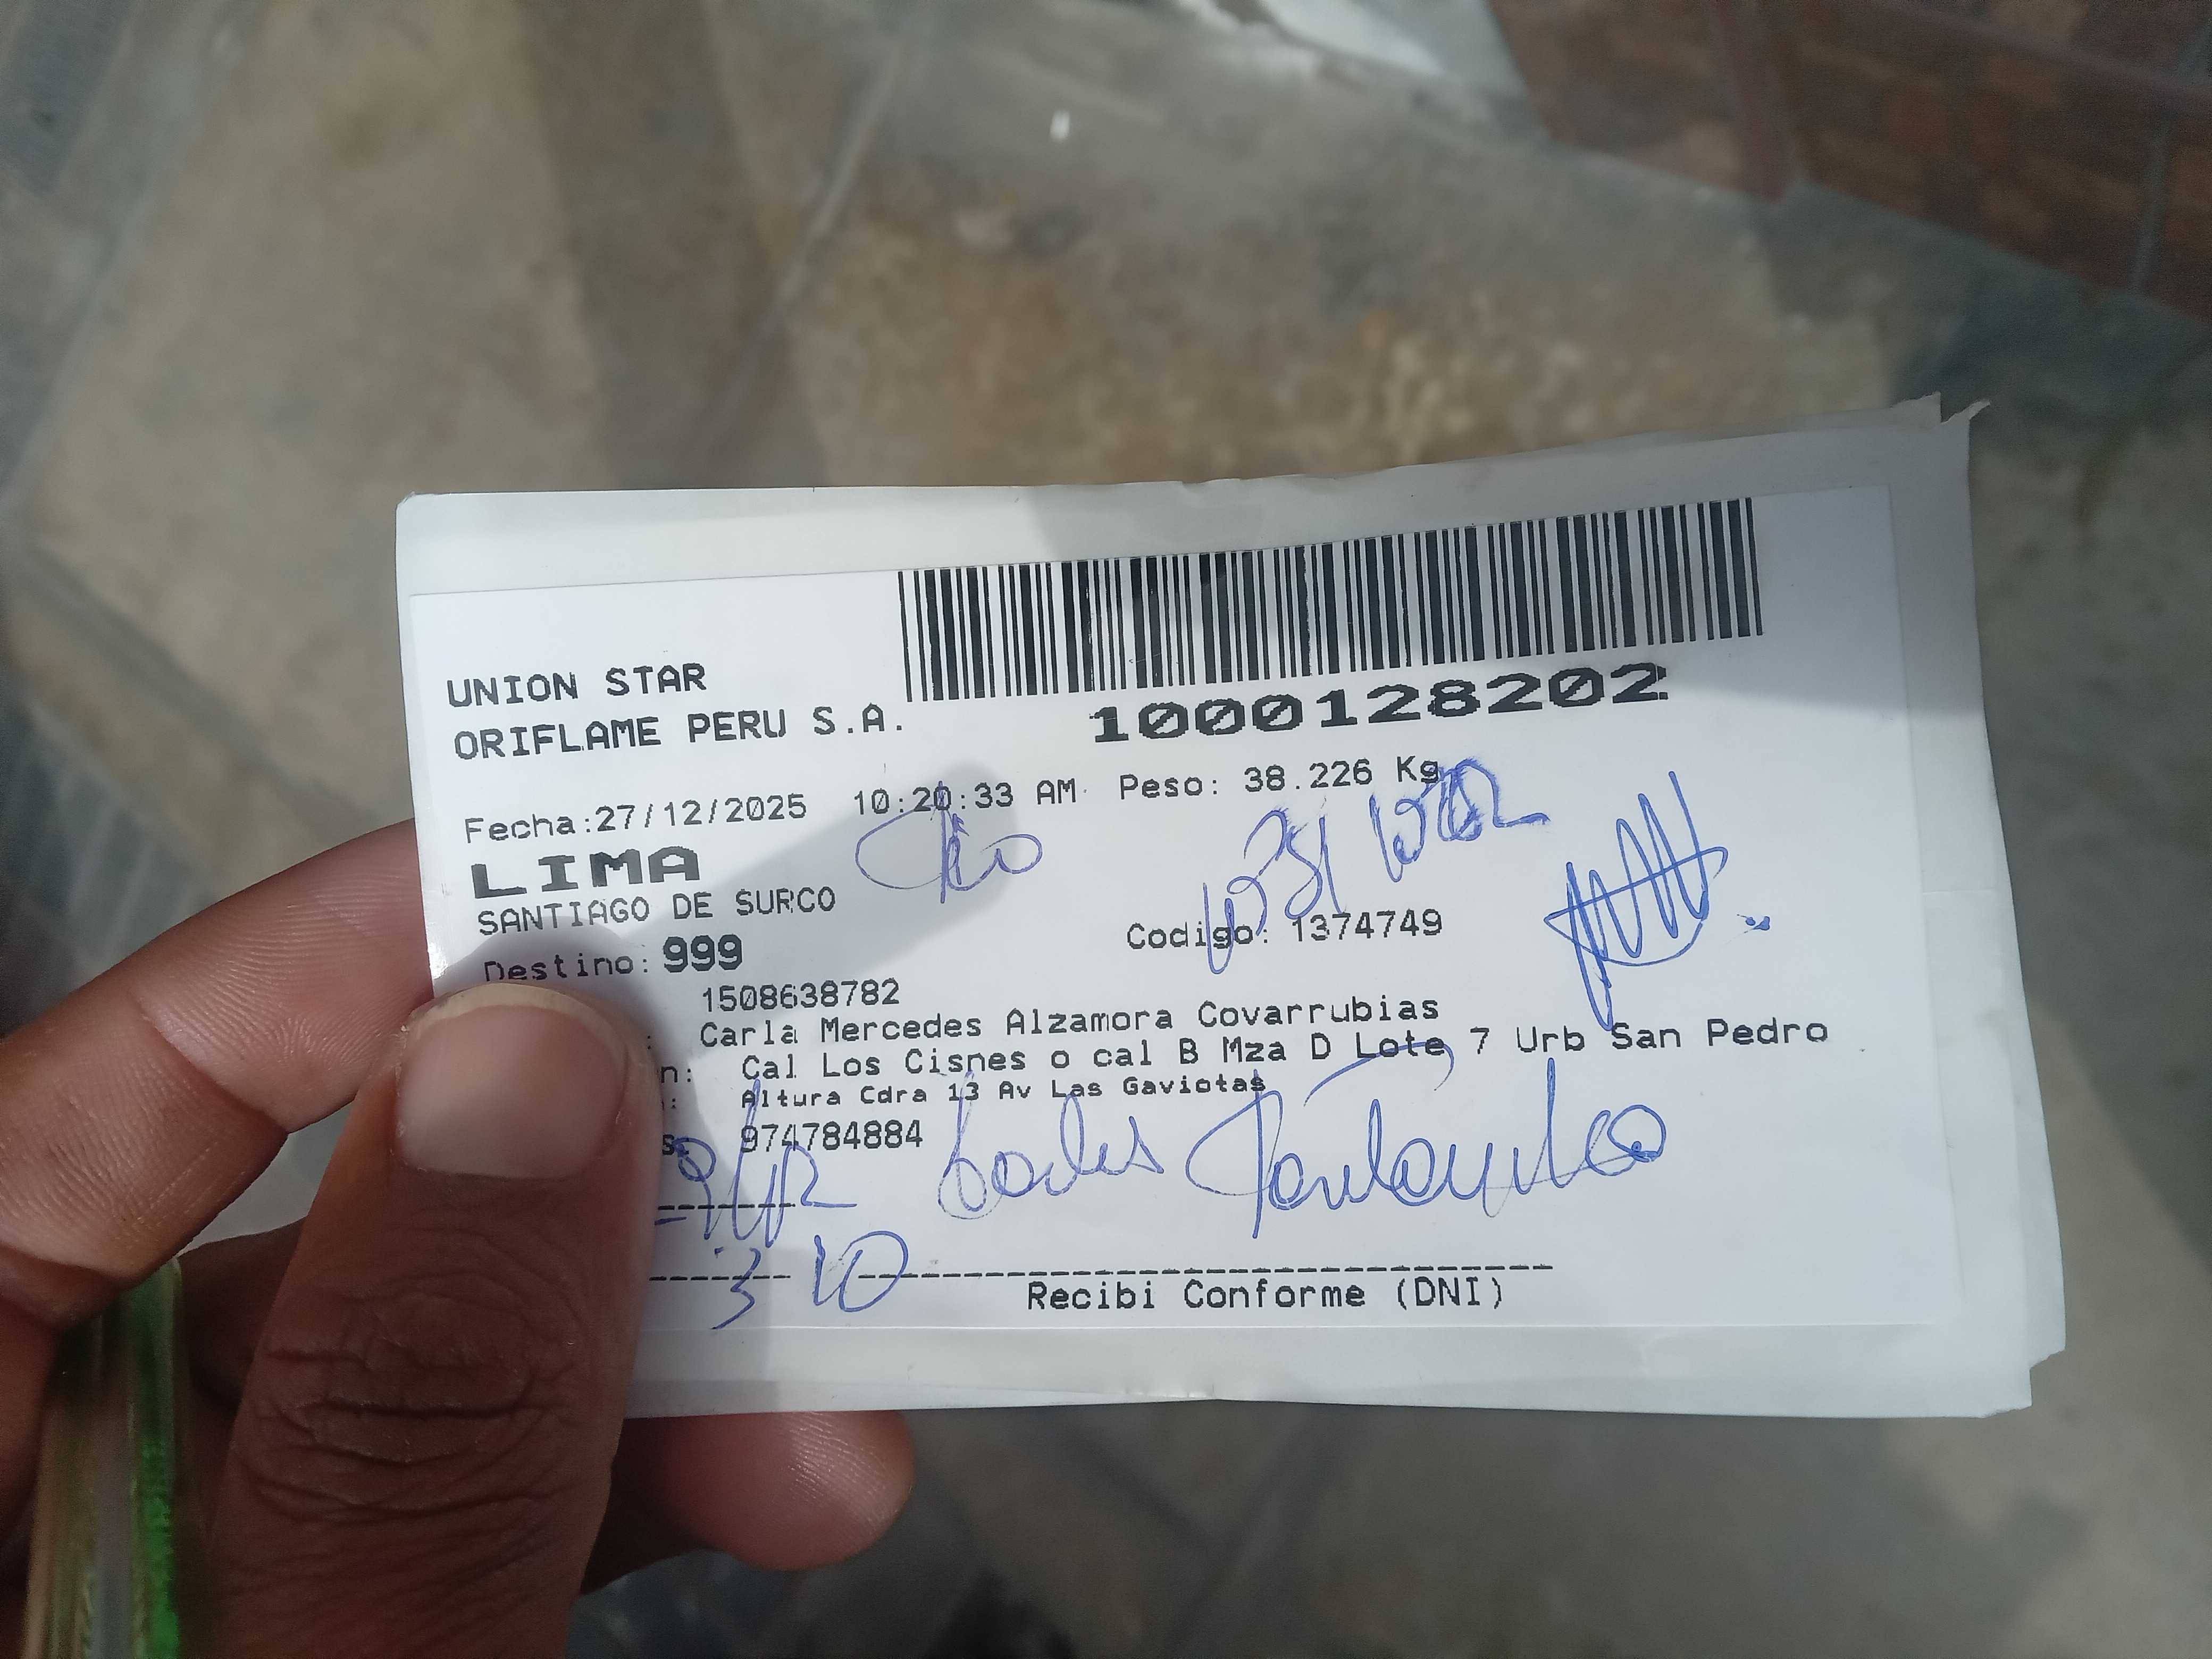 UNION STAR
ORIFLAME PERU S.A.
1000128202
Fecha:27/12/2025 10:20:33 AM Peso: 38.226 Kg
LIMA
SANTIAGO DE SURCO
Destino: 999
Codigo: 1374749
1508638782
: Carla Mercedes Alzamora Covarrubias
n: Cal Los Cisnes o cal B Mza D Lote 7 Urb San Pedro
: Altura Cdra 13 Av Las Gaviotas
s: 974784884
3 10
Recibi Conforme (DNI)